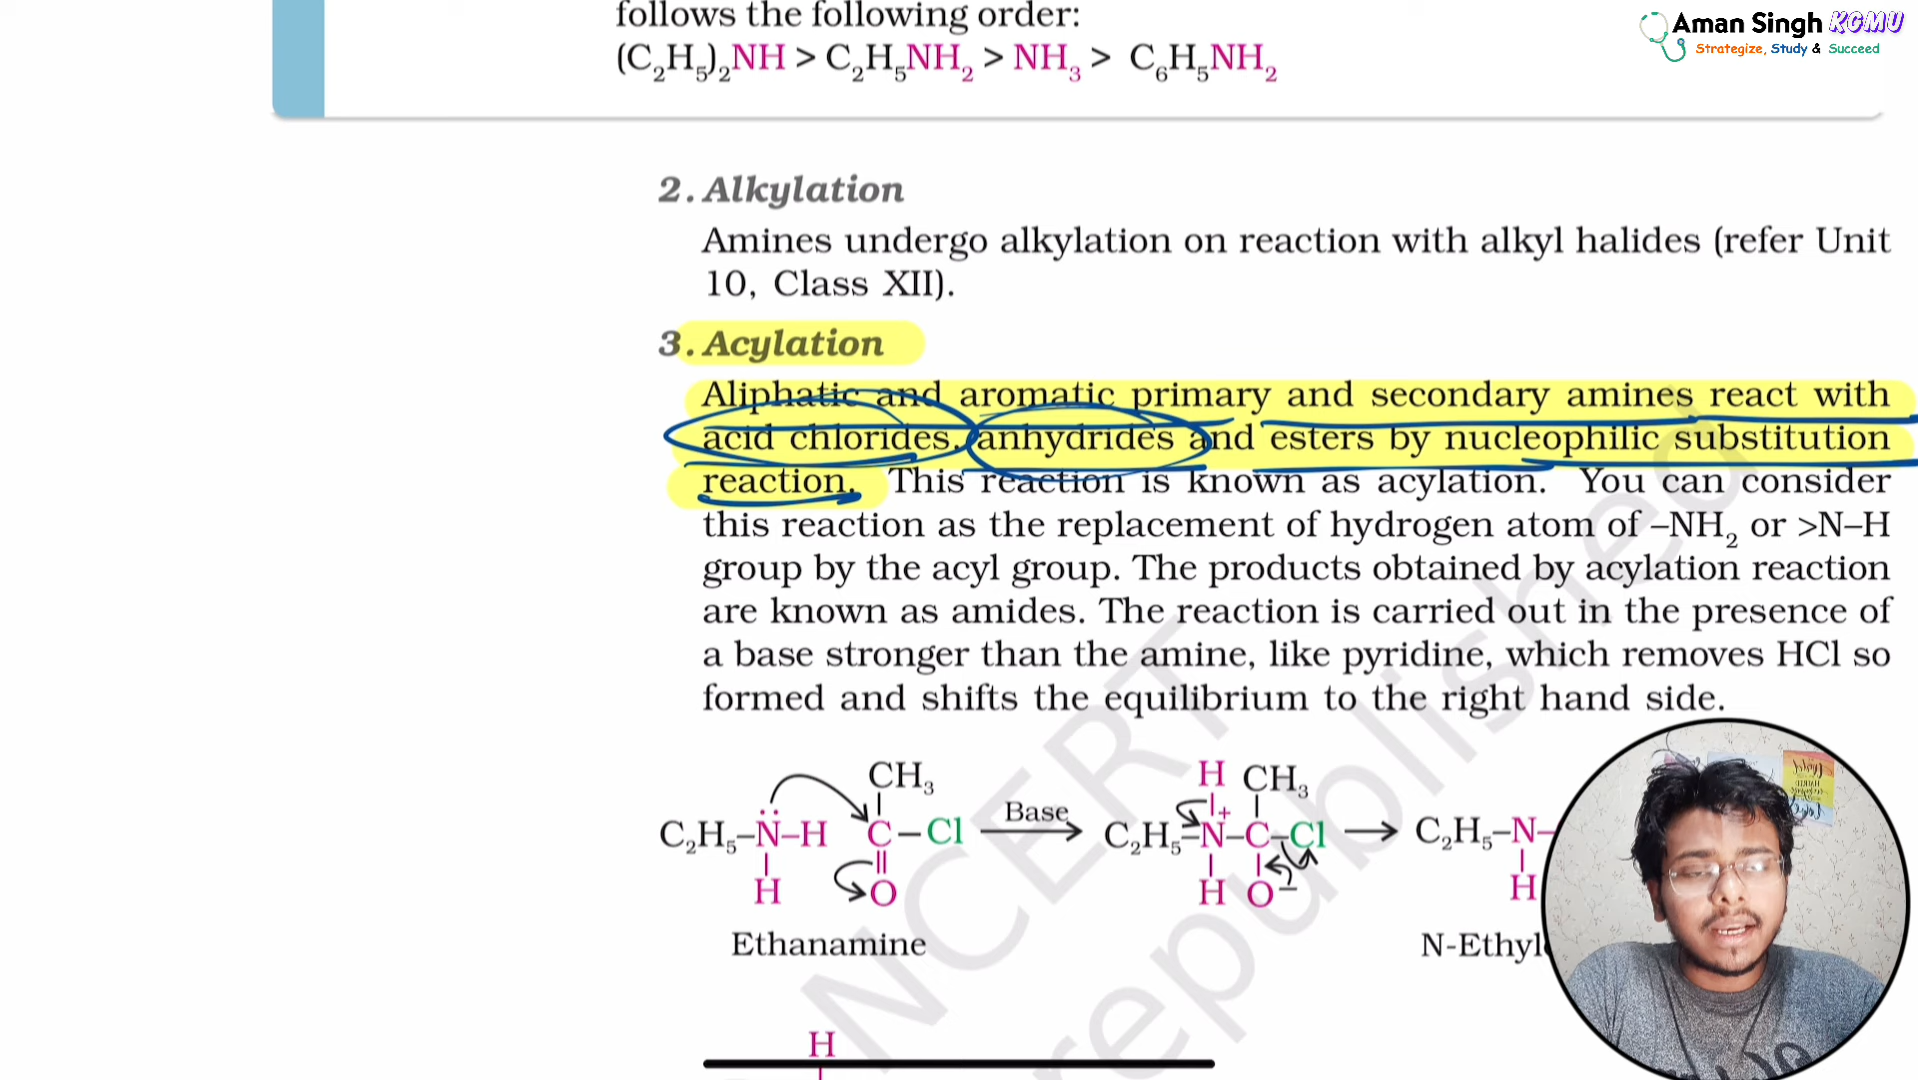 follows the following order:
(C₂H₅)₂NH > C₂H₅NH₂ > NH₃ > C₆H₅NH₂
Aman Singh KGMU
Strategize, Study & Succeed
2. Alkylation
Amines undergo alkylation on reaction with alkyl halides (refer Unit
10, Class XII).
3. Acylation
Aliphatic and aromatic primary and secondary amines react with
acid chlorides, anhydrides and esters by nucleophilic substitution
reaction. This reaction is known as acylation. You can consider
this reaction as the replacement of hydrogen atom of –NH₂ or >N–H
group by the acyl group. The products obtained by acylation reaction
are known as amides. The reaction is carried out in the presence of
a base stronger than the amine, like pyridine, which removes HCl so
formed and shifts the equilibrium to the right hand side.
CH₃ H CH₃
C₂H₅–N̈–H C–Cl Base C₂H₅–N⁺–C–Cl C₂H₅–N–
H O H O⁻ H
Ethanamine N-Ethyl
H
NCERT
republished